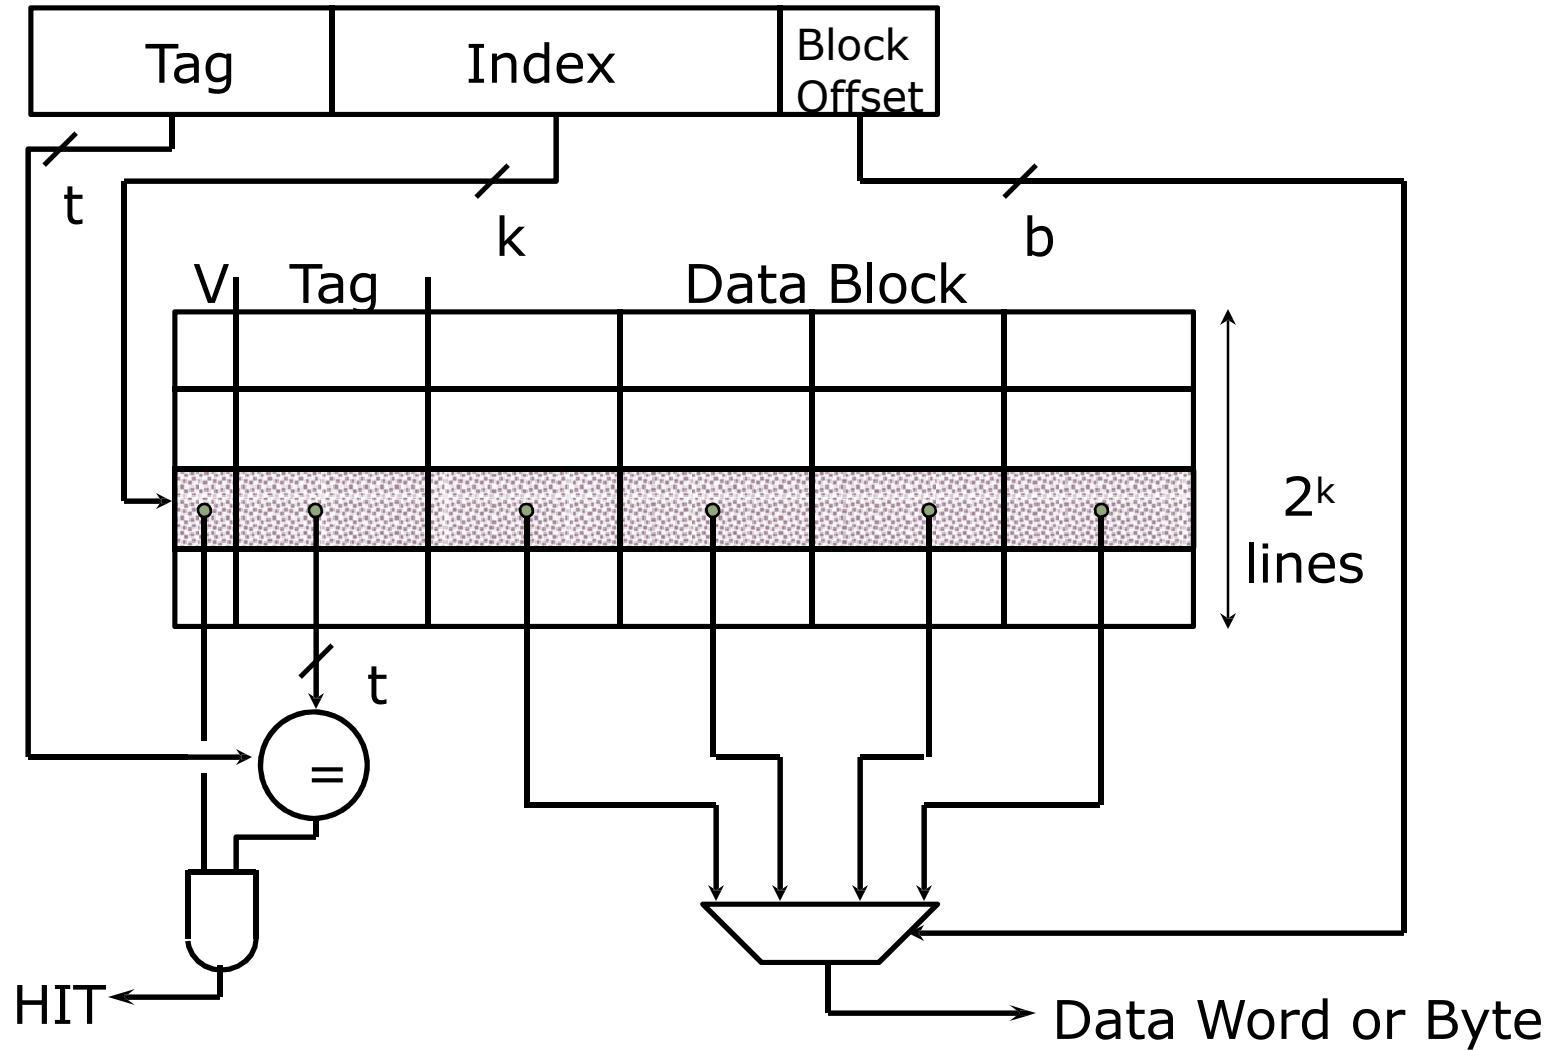 Tag
Index
Block
Offset
t
k
b
V
Tag
Data Block
2ᵏ
lines
t
=
HIT
Data Word or Byte